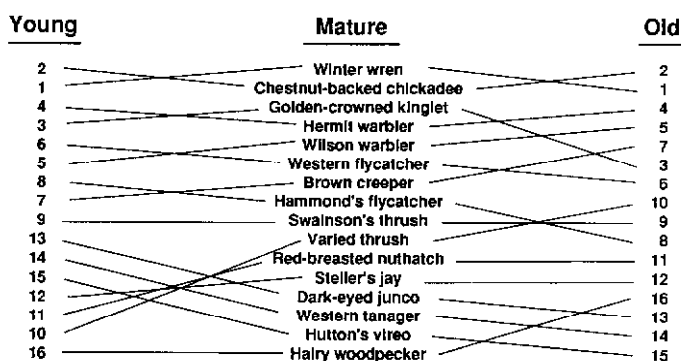 Young Mature Old
2 Winter wren 2
1 Chestnut-backed chickadee 1
4 Golden-crowned kinglet 4
3 Hermit warbler 5
6 Wilson warbler 7
5 Western flycatcher 3
8 Brown creeper 6
7 Hammond's flycatcher 10
9 Swainson's thrush 9
13 Varied thrush 8
14 Red-breasted nuthatch 11
15 Steller's jay 12
12 Dark-eyed junco 16
11 Western tanager 13
10 Hutton's vireo 14
16 Hairy woodpecker 15